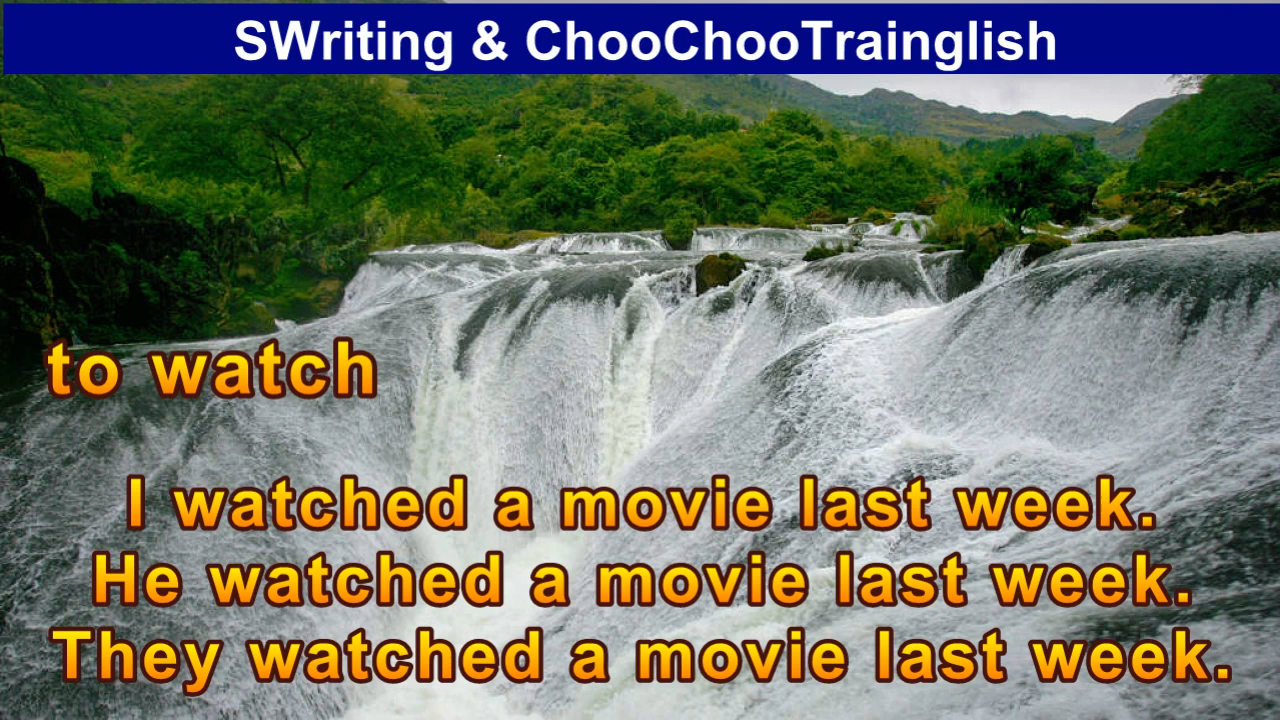 SWriting & ChooChooTrainglish
to watch
I watched a movie last week.
He watched a movie last week.
They watched a movie last week.